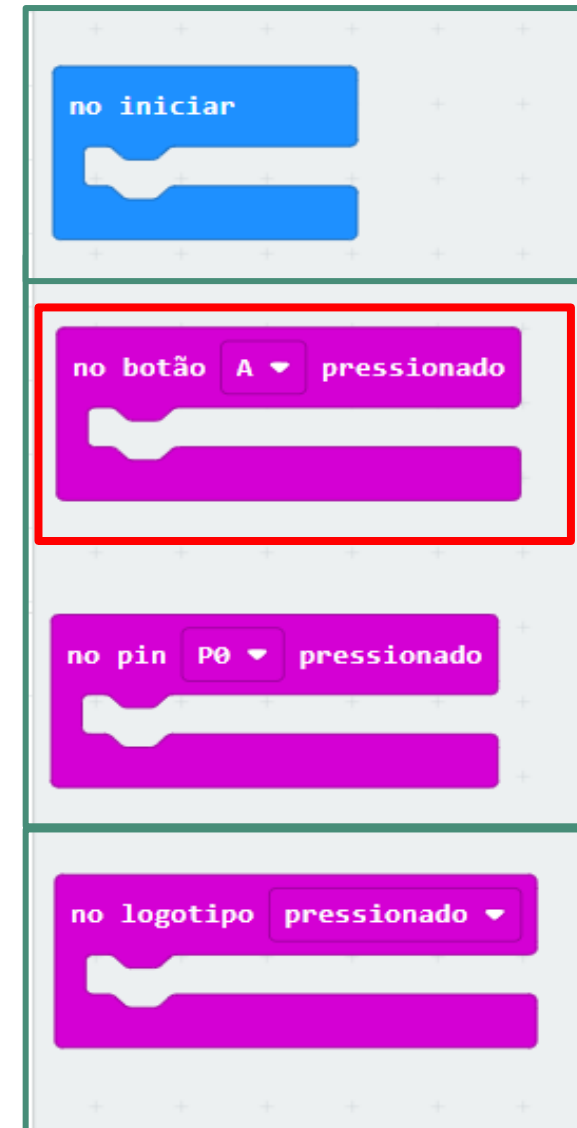 no iniciar
no botão A pressionado
no pin P0 pressionado
no logotipo pressionado